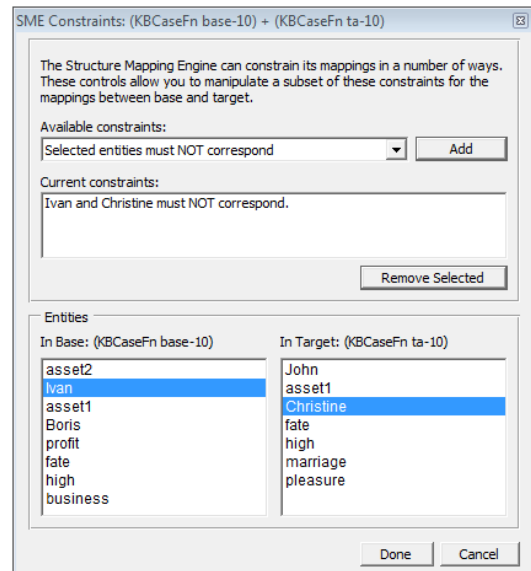 SME Constraints: (KBCaseFn base-10) + (KBCaseFn ta-10)
The Structure Mapping Engine can constrain its mappings in a number of ways.
These controls allow you to manipulate a subset of these constraints for the
mappings between base and target.
Available constraints:
Selected entities must NOT correspond
Add
Current constraints:
Ivan and Christine must NOT correspond.
Remove Selected
Entities
In Base: (KBCaseFn base-10)
asset2
Ivan
asset1
Boris
profit
fate
high
business
In Target: (KBCaseFn ta-10)
John
asset1
Christine
fate
high
marriage
pleasure
Done
Cancel